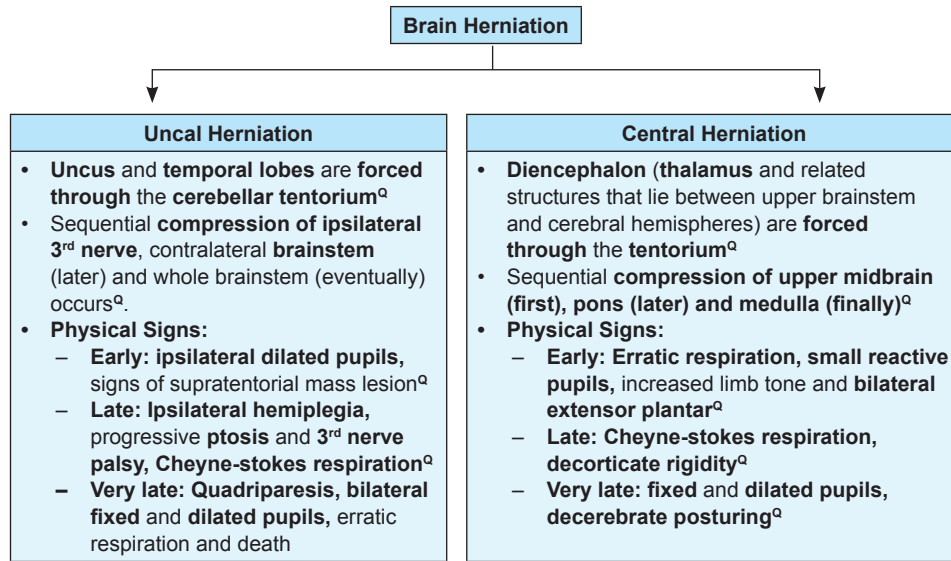 Brain Herniation
Uncal Herniation
• Uncus and temporal lobes are forced
through the cerebellar tentoriumQ
• Sequential compression of ipsilateral
3rd nerve, contralateral brainstem
(later) and whole brainstem (eventually)
occursQ.
• Physical Signs:
– Early: ipsilateral dilated pupils,
signs of supratentorial mass lesionQ
– Late: Ipsilateral hemiplegia,
progressive ptosis and 3rd nerve
palsy, Cheyne-stokes respirationQ
– Very late: Quadriparesis, bilateral
fixed and dilated pupils, erratic
respiration and death
Central Herniation
• Diencephalon (thalamus and related
structures that lie between upper brainstem
and cerebral hemispheres) are forced
through the tentoriumQ
• Sequential compression of upper midbrain
(first), pons (later) and medulla (finally)Q
• Physical Signs:
– Early: Erratic respiration, small reactive
pupils, increased limb tone and bilateral
extensor plantarQ
– Late: Cheyne-stokes respiration,
decorticate rigidityQ
– Very late: fixed and dilated pupils,
decerebrate posturingQ